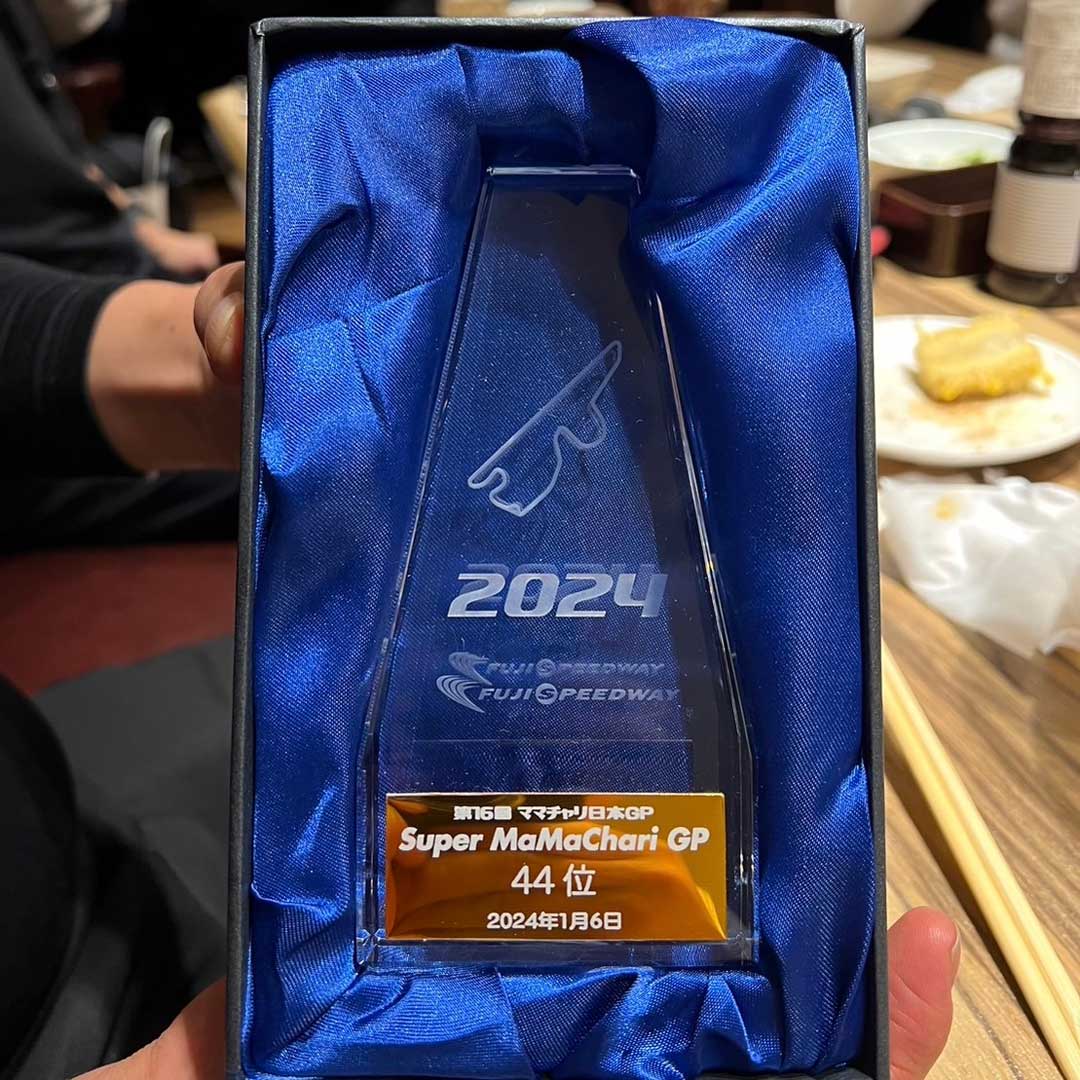 2024
FUJI SPEEDWAY
FUJI SPEEDWAY
第16回 ママチャリ日本GP
Super MaMaChari GP
44位
2024年1月6日